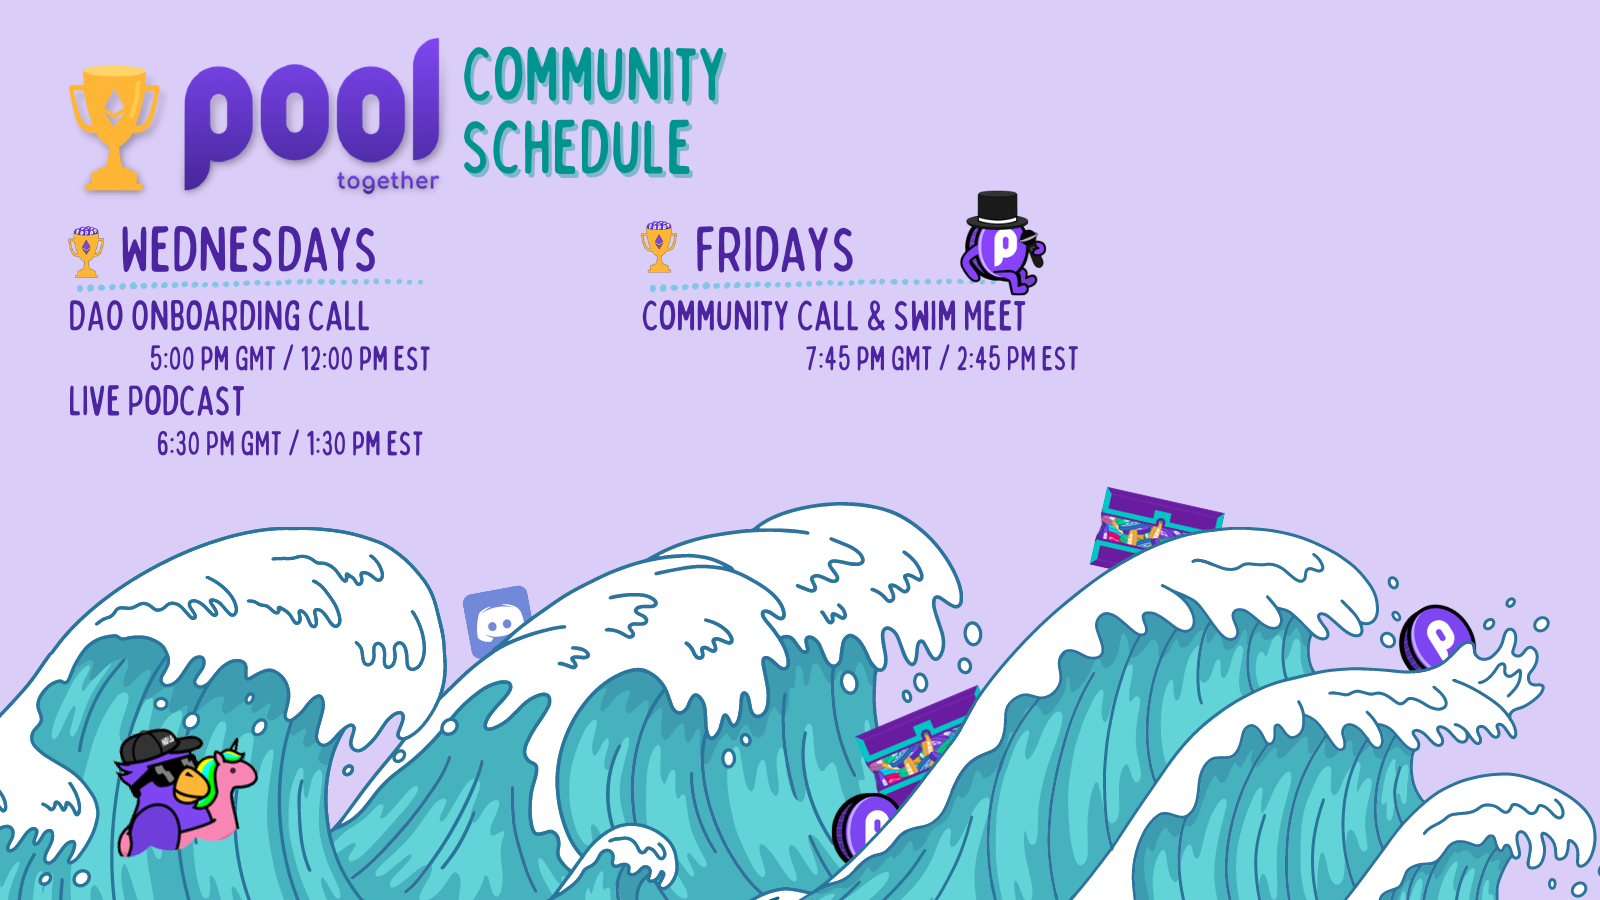 pool
together
COMMUNITY
SCHEDULE
WEDNESDAYS
DAO ONBOARDING CALL
5:00 PM GMT / 12:00 PM EST
LIVE PODCAST
6:30 PM GMT / 1:30 PM EST
FRIDAYS
P
COMMUNITY CALL & SWIM MEET
7:45 PM GMT / 2:45 PM EST
P
P